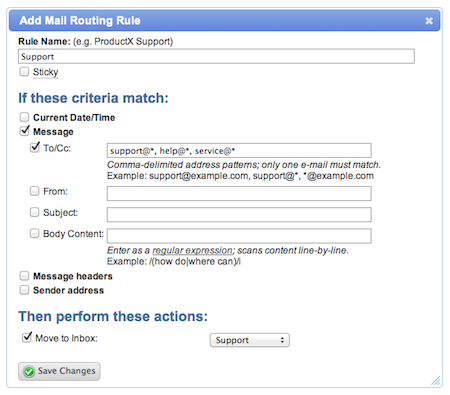 Add Mail Routing Rule
Rule Name: (e.g. ProductX Support)
Support
Sticky
If these criteria match:
Current Date/Time
Message
To/Cc: support@*, help@*, service@*
Comma-delimited address patterns; only one e-mail must match.
Example: support@example.com, support@*, *@example.com
From:
Subject:
Body Content:
Enter as a regular expression; scans content line-by-line.
Example: /(how do|where can)/i
Message headers
Sender address
Then perform these actions:
Move to Inbox: Support
Save Changes